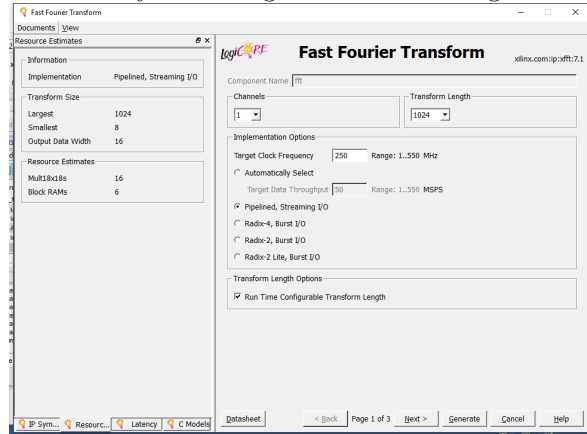 Fast Fourier Transform
Documents View
Resource Estimates
Information
Implementation Pipelined, Streaming I/O
Transform Size
Largest 1024
Smallest 8
Output Data Width 16
Resource Estimates
Mult18x18s 16
Block RAMs 6
IP Sym... Resourc... Latency C Models
LogiCORE
Fast Fourier Transform
xilinx.com:ip:xfft:7.1
Component Name fft
Channels
1
Transform Length
1024
Implementation Options
Target Clock Frequency 250 Range: 1..550 MHz
Automatically Select
Target Data Throughput 50 Range: 1..550 MSPS
Pipelined, Streaming I/O
Radix-4, Burst I/O
Radix-2, Burst I/O
Radix-2 Lite, Burst I/O
Transform Length Options
Run Time Configurable Transform Length
Datasheet < Back Page 1 of 3 Next > Generate Cancel Help